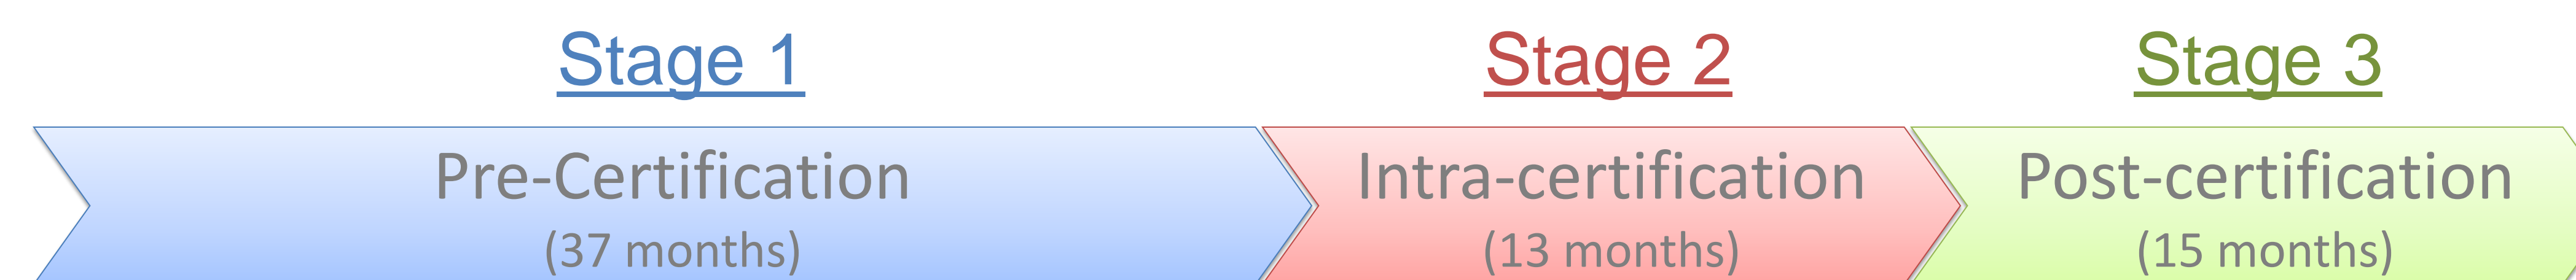 Stage 1
Stage 2
Stage 3
Pre-Certification
(37 months)
Intra-certification
(13 months)
Post-certification
(15 months)